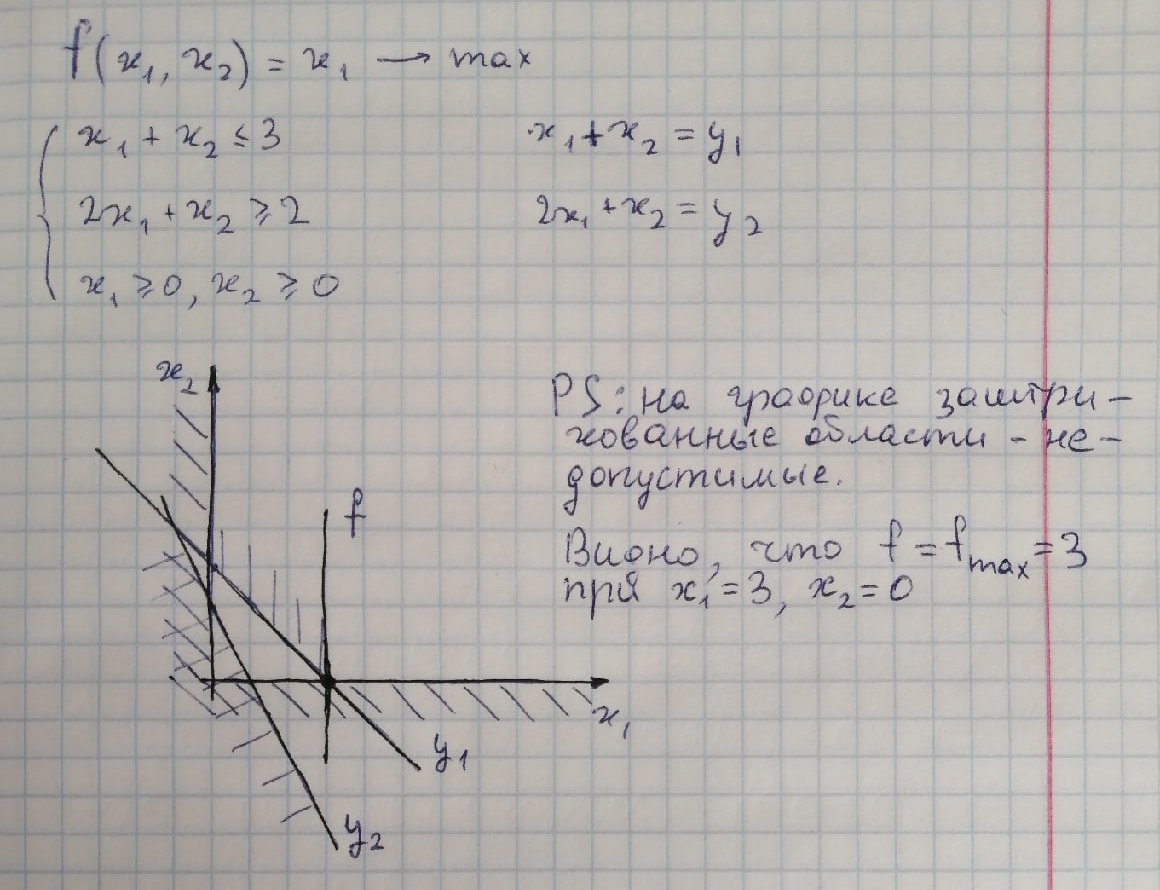 f(x₁, x₂) = x₁ → max
x₁ + x₂ ≤ 3
x₁ + x₂ = y₁
2x₁ + x₂ ≥ 2
2x₁ + x₂ = y₂
x₁ ≥ 0, x₂ ≥ 0
x₂
PS: на графике заштри-
хованные области - не-
допустимые.
f
Видно, что f = fmax = 3
при x₁ = 3, x₂ = 0
x₁
y₁
y₂